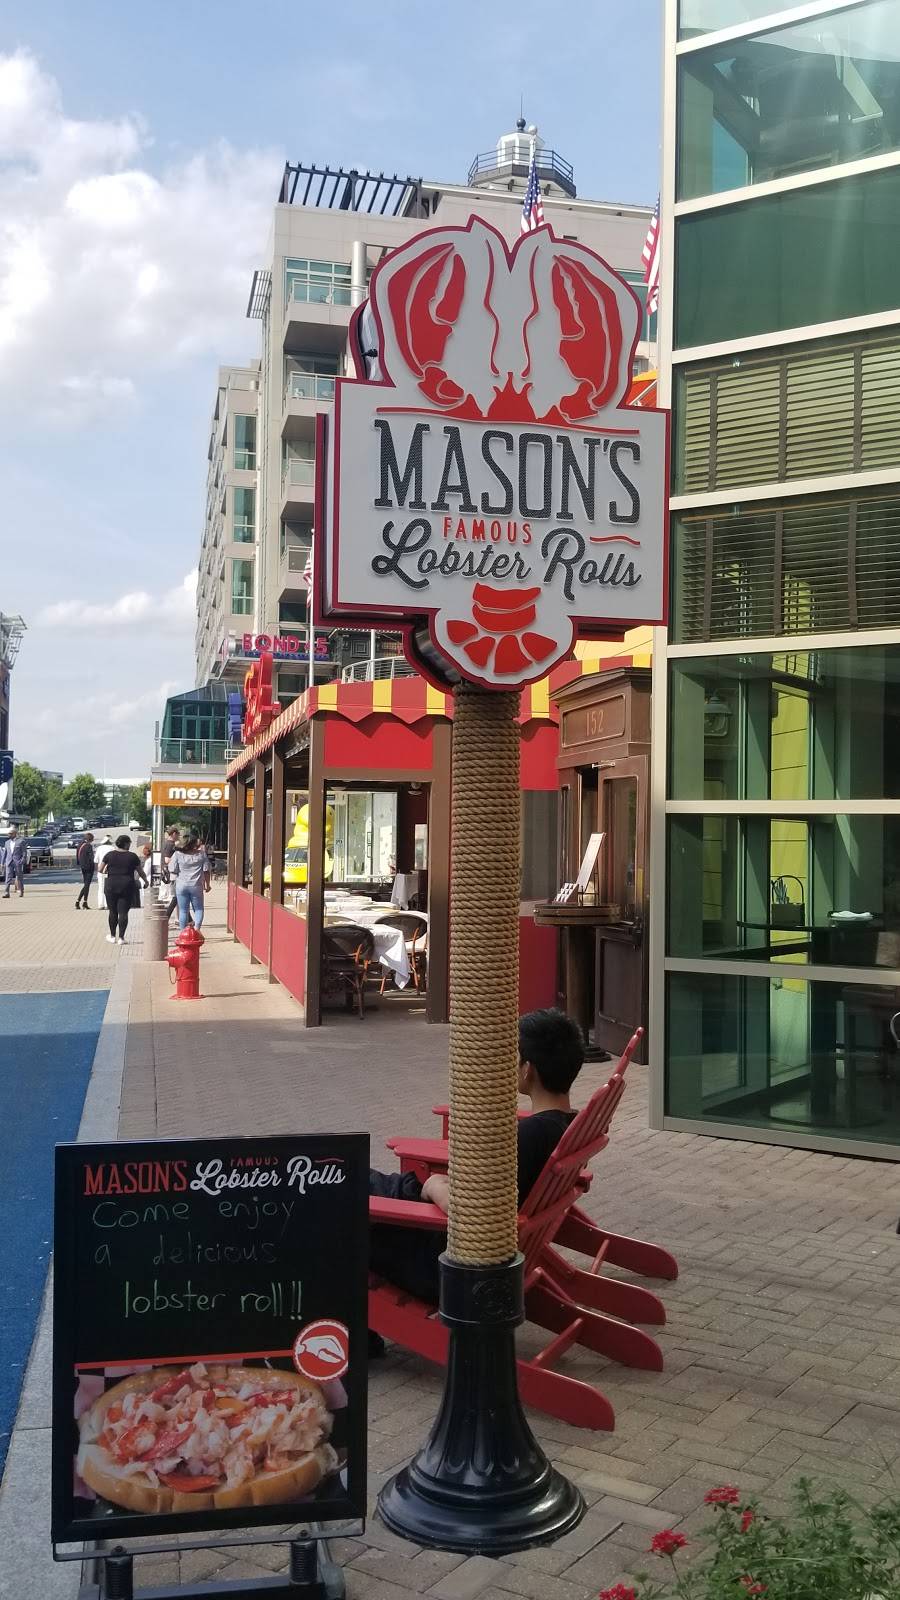 MASON'S
FAMOUS
Lobster Rolls
BOND 45
152
meze
MASON'S FAMOUS Lobster Rolls
Come enjoy
a delicious
lobster roll!!